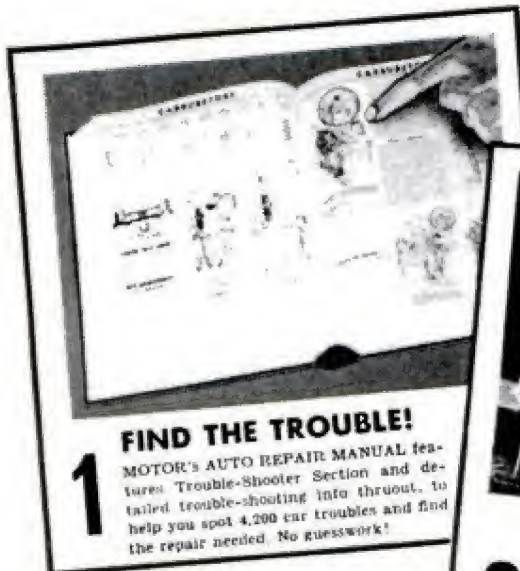 CARBURETORS
CARBURETORS
1
FIND THE TROUBLE!
MOTOR's AUTO REPAIR MANUAL fea-
tures Trouble-Shooter Section and de-
tailed trouble-shooting info thruout, to
help you spot 4,200 car troubles and find
the repair needed. No guesswork!